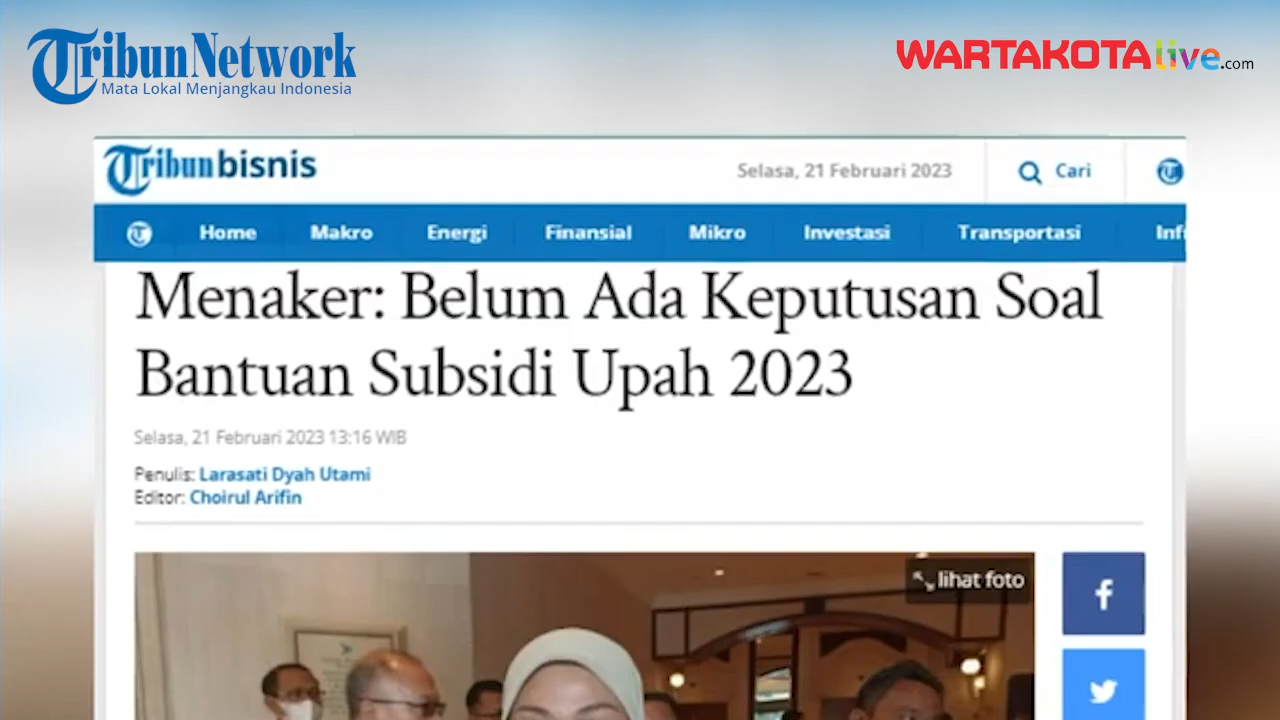 Tribun Network
Mata Lokal Menjangkau Indonesia
WARTAKOTAlive.com
Tribunbisnis
Selasa, 21 Februari 2023
Cari
Home Makro Energi Finansial Mikro Investasi Transportasi
Menaker: Belum Ada Keputusan Soal
Bantuan Subsidi Upah 2023
Selasa, 21 Februari 2023 13:16 WIB
Penulis: Larasati Dyah Utami
Editor: Choirul Arifin
lihat foto